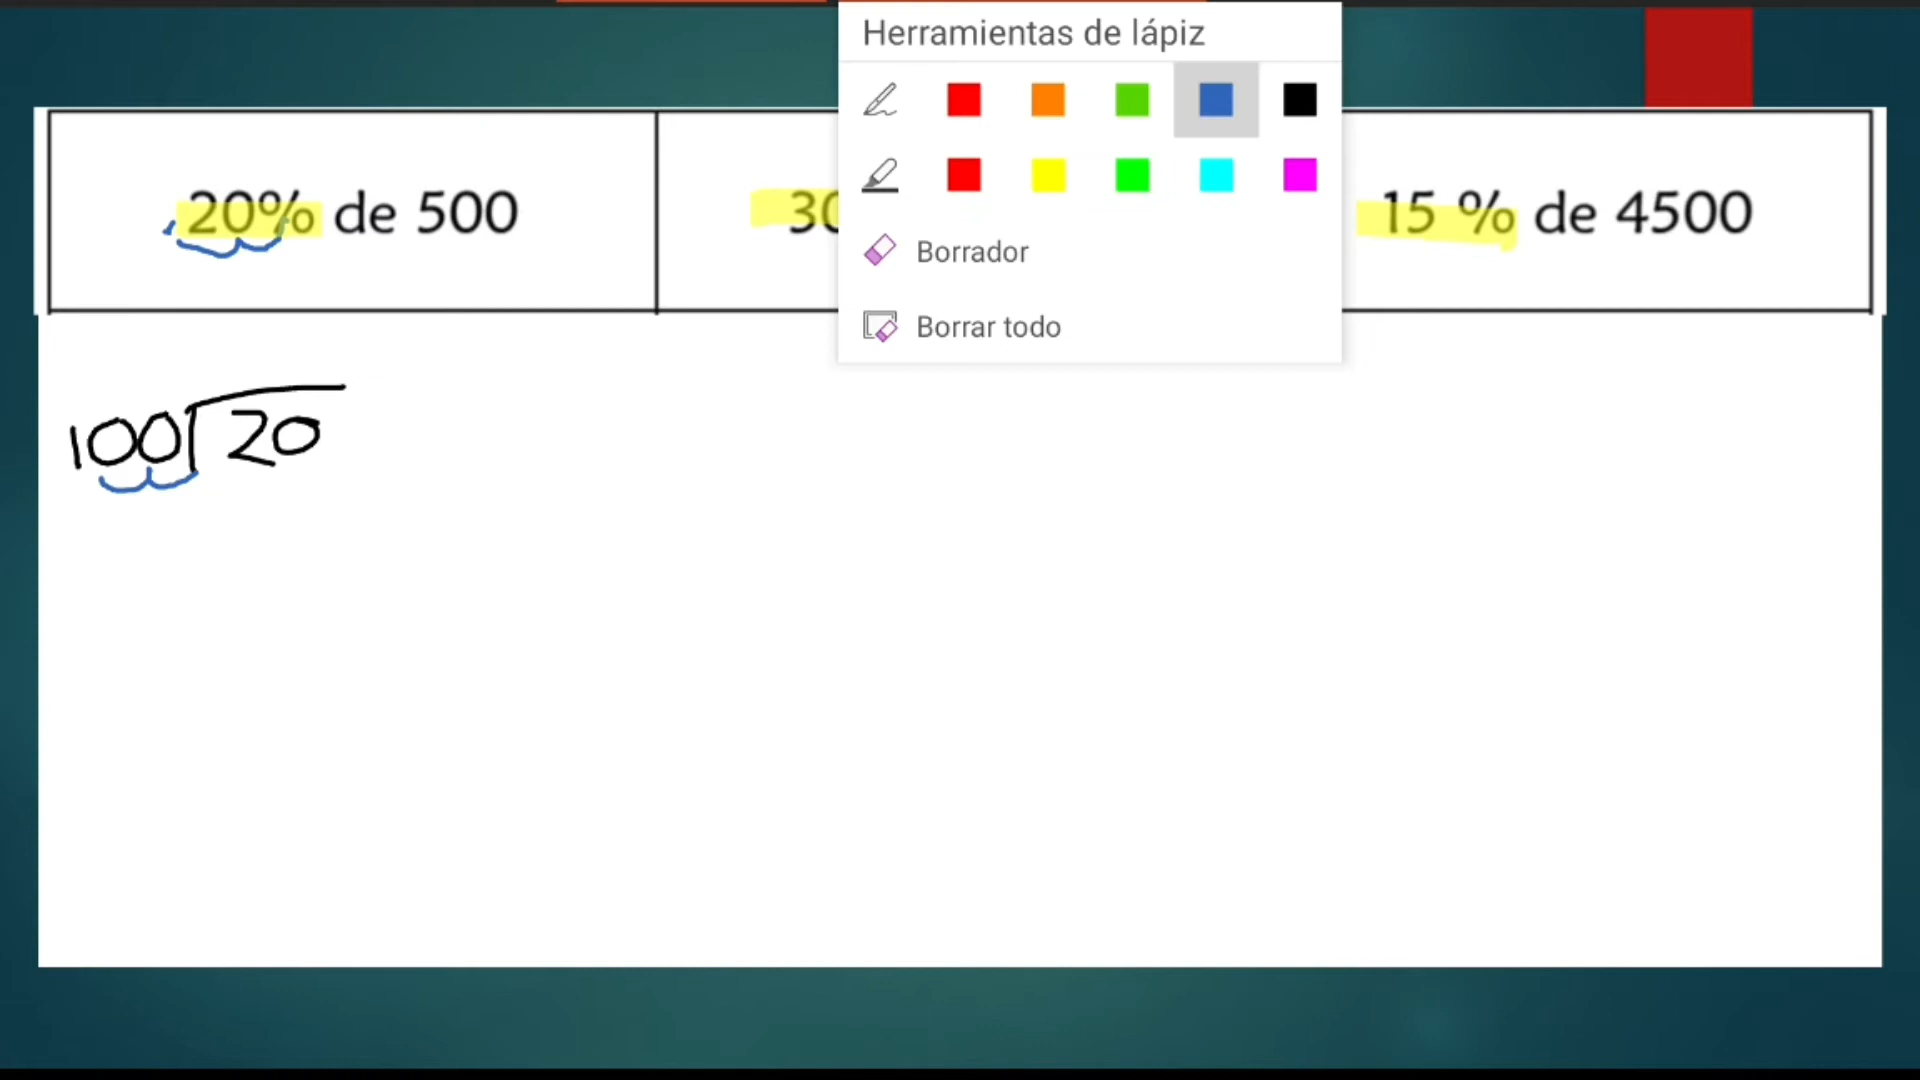 Herramientas de lápiz
20% de 500
30
15 % de 4500
Borrador
Borrar todo
100 20